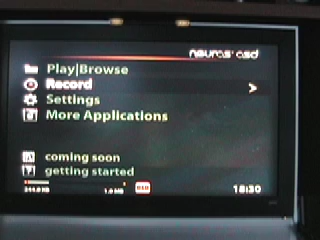 neuros osd
Play|Browse
Record
Settings
More Applications
coming soon
getting started
18:30